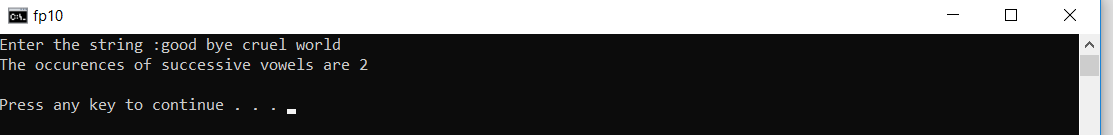 fp10
Enter the string :good bye cruel world
The occurences of successive vowels are 2
Press any key to continue . . .